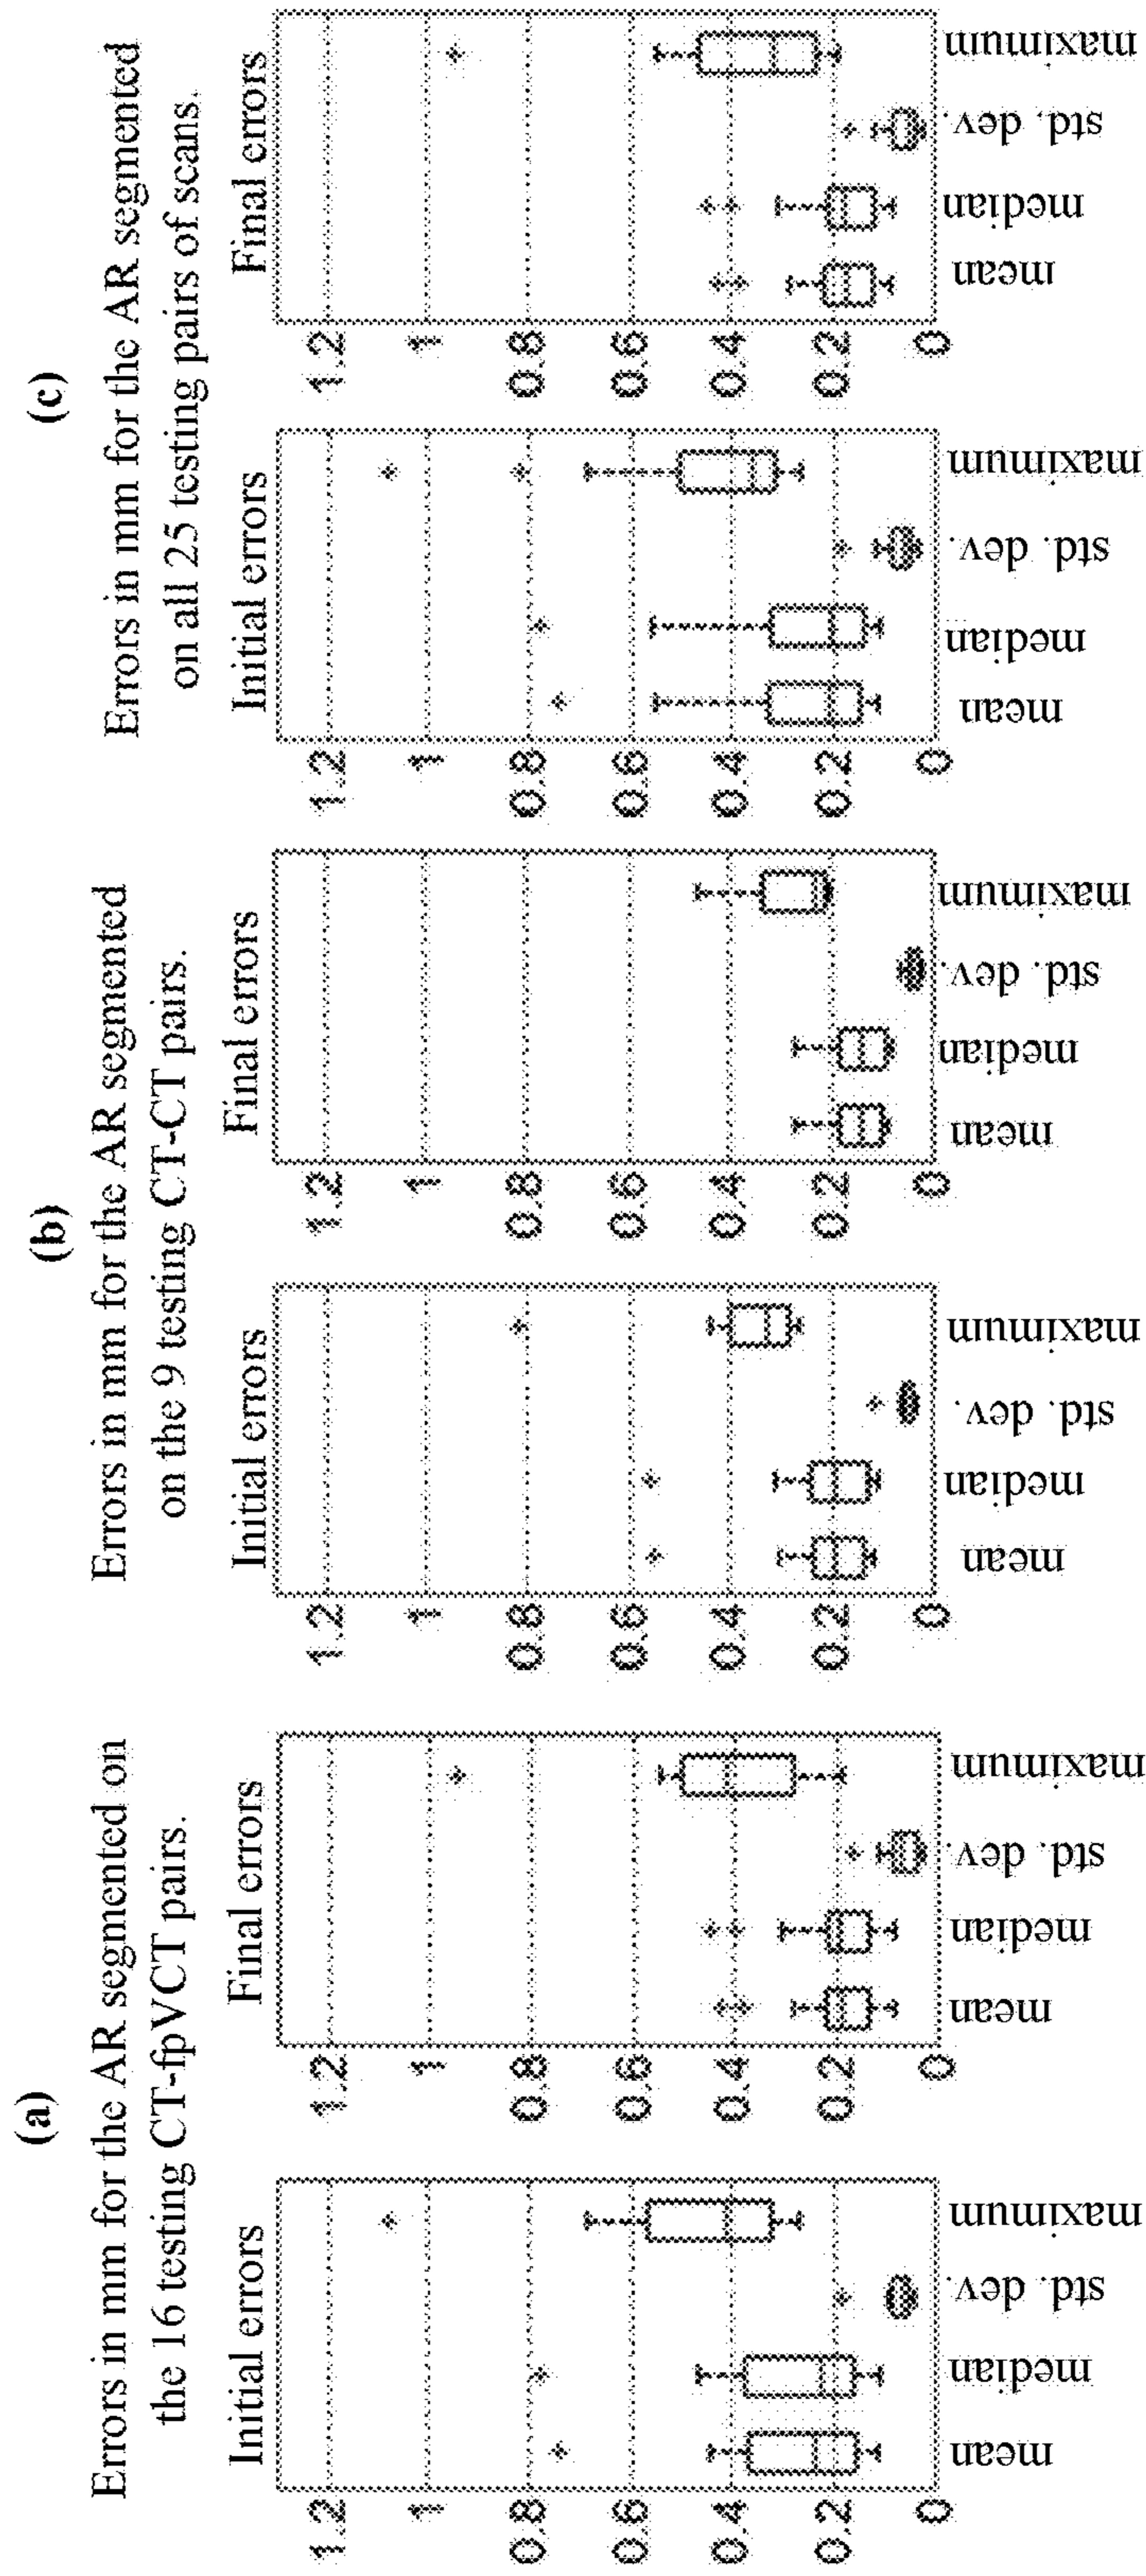 (a)
Errors in mm for the AR segmented on
the 16 testing CT-fpVCT pairs.
Initial errors
1.2
1
0.8
0.6
0.4
0.2
0
mean
median
std. dev.
maximum
Final errors
1.2
1
0.8
0.6
0.4
0.2
0
mean
median
std. dev.
maximum
(b)
Errors in mm for the AR segmented
on the 9 testing CT-CT pairs.
Initial errors
1.2
1
0.8
0.6
0.4
0.2
0
mean
median
std. dev.
maximum
Final errors
1.2
1
0.8
0.6
0.4
0.2
0
mean
median
std. dev.
maximum
(c)
Errors in mm for the AR segmented
on all 25 testing pairs of scans.
Initial errors
1.2
1
0.8
0.6
0.4
0.2
0
mean
median
std. dev.
maximum
Final errors
1.2
1
0.8
0.6
0.4
0.2
0
mean
median
std. dev.
maximum